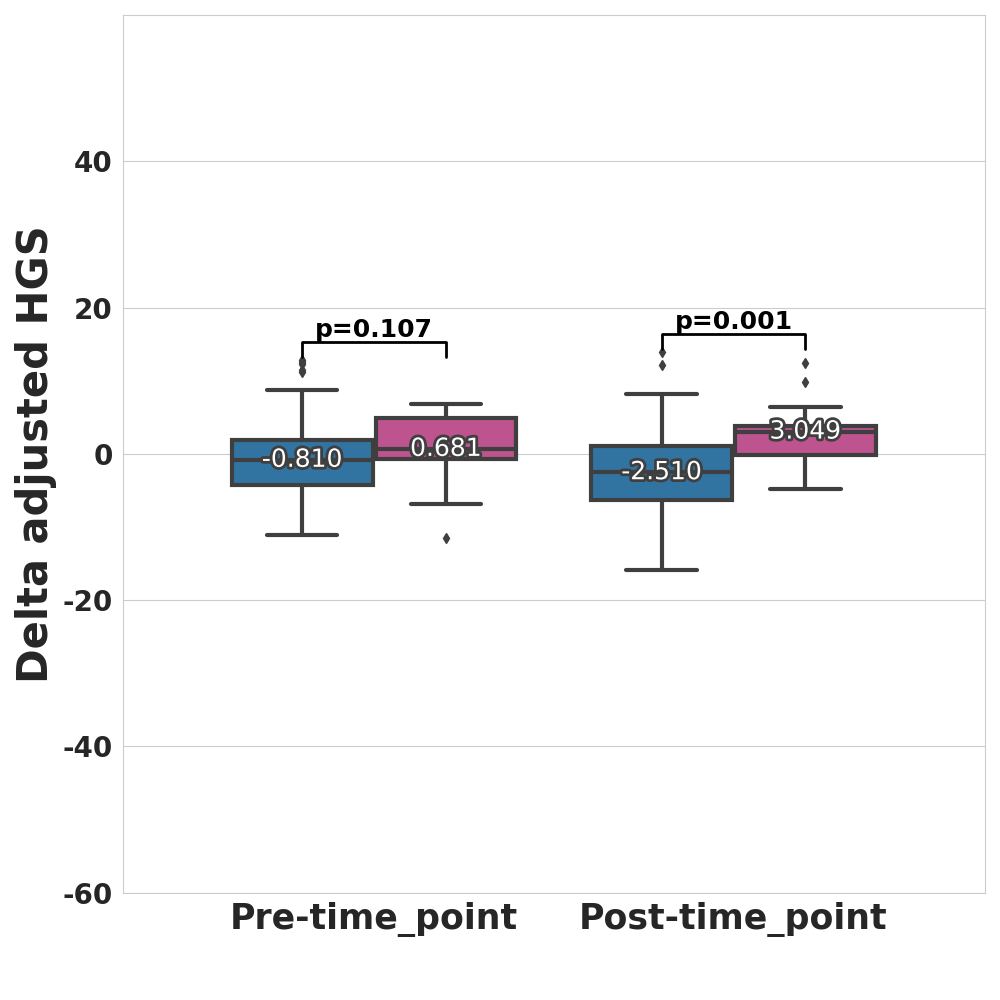 Delta adjusted HGS
40
20
0
-20
-40
-60
p=0.107
p=0.001
-0.810
0.681
-2.510
3.049
Pre-time_point
Post-time_point